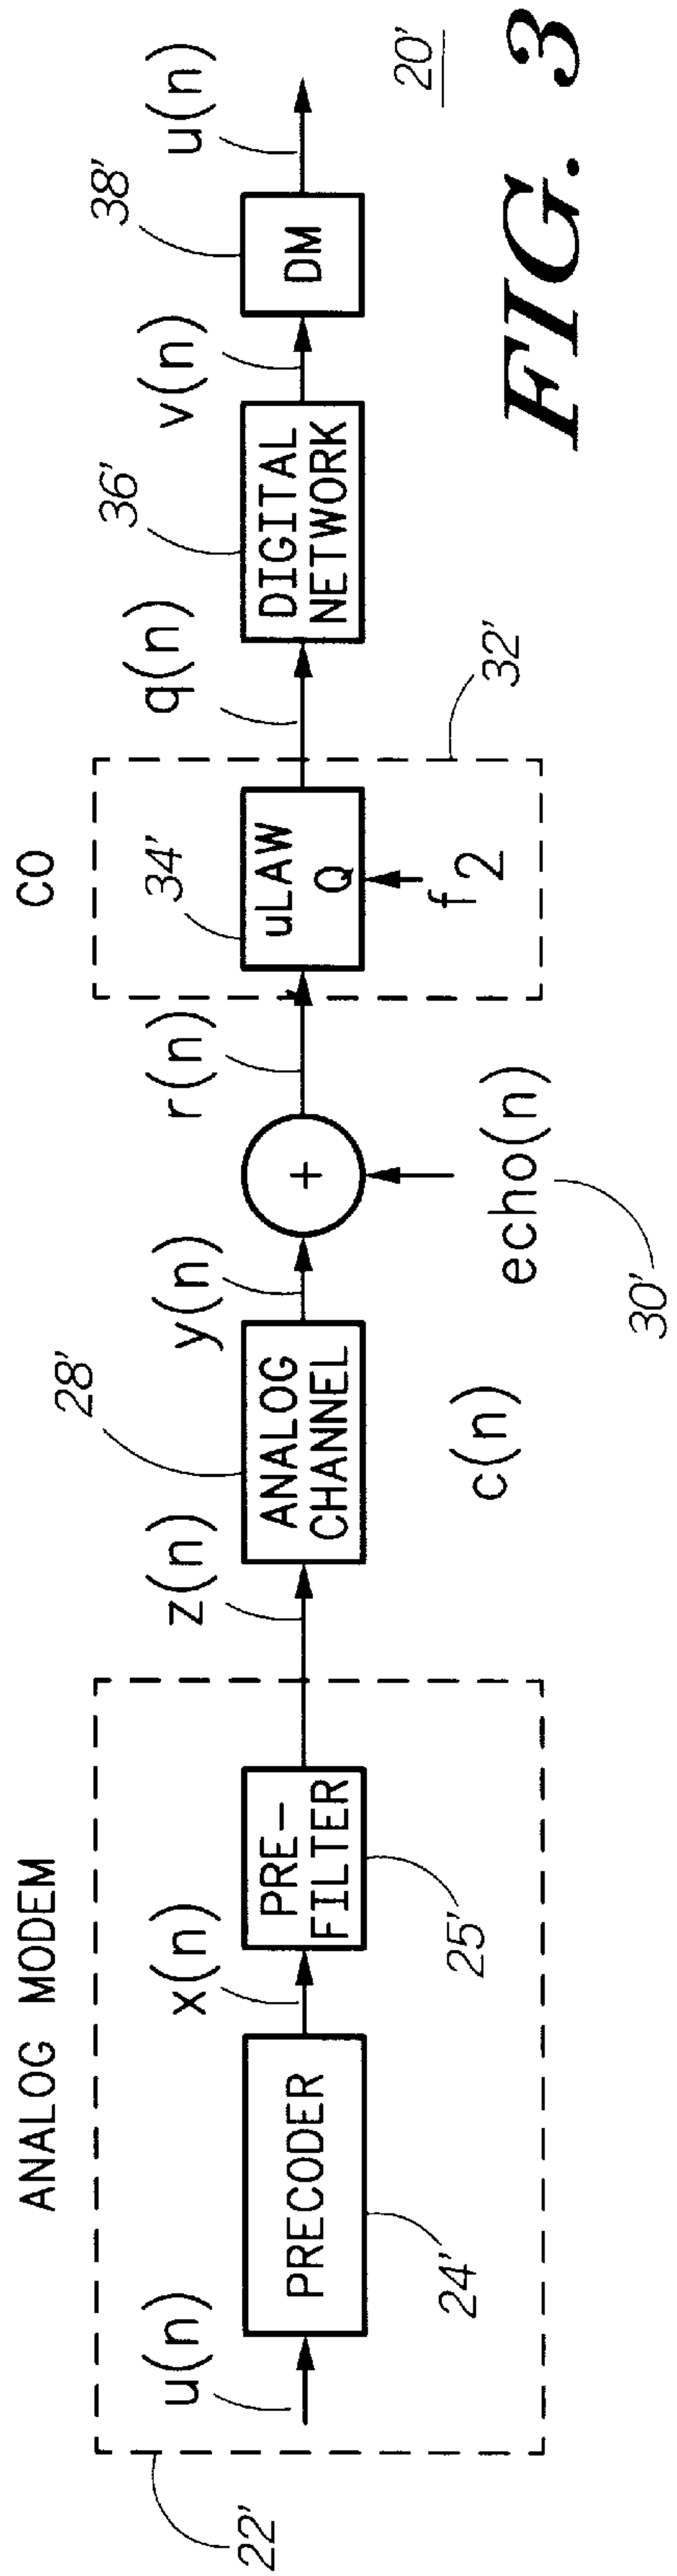 ANALOG MODEM
CO
22'
u(n)
PRECODER
24'
x(n)
PRE-
FILTER
25'
z(n)
28'
ANALOG
CHANNEL
c(n)
y(n)
+
echo(n)
30'
r(n)
34'
uLAW
Q
f2
32'
q(n)
36'
DIGITAL
NETWORK
v(n)
38'
DM
u(n)
20'
FIG. 3